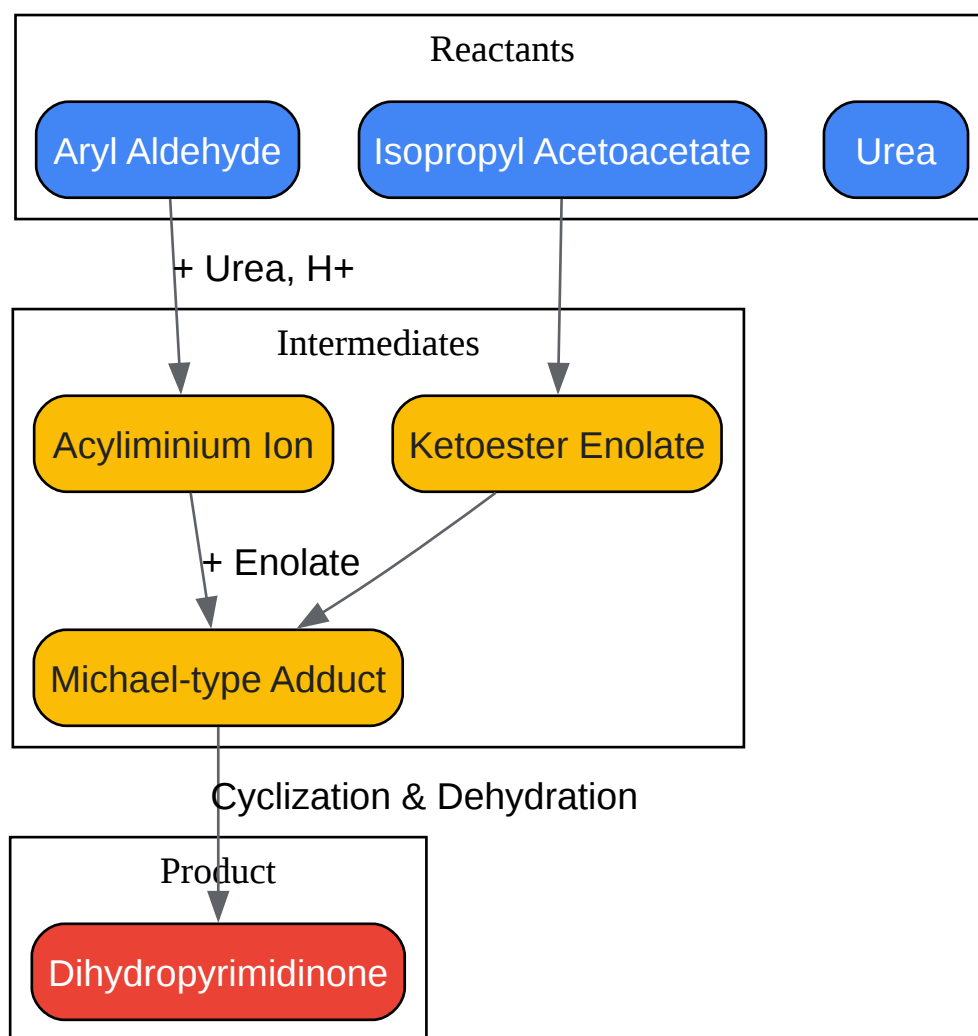 Reactants
Aryl Aldehyde
Isopropyl Acetoacetate
Urea
+ Urea, H+
Intermediates
Acyliminium Ion
Ketoester Enolate
+ Enolate
Michael-type Adduct
Cyclization & Dehydration
Product
Dihydropyrimidinone